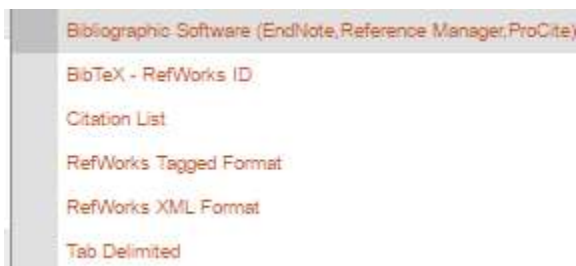 Bibliographic Software (EndNote,Reference Manager,ProCite)
BibTeX - RefWorks ID
Citation List
RefWorks Tagged Format
RefWorks XML Format
Tab Delimited